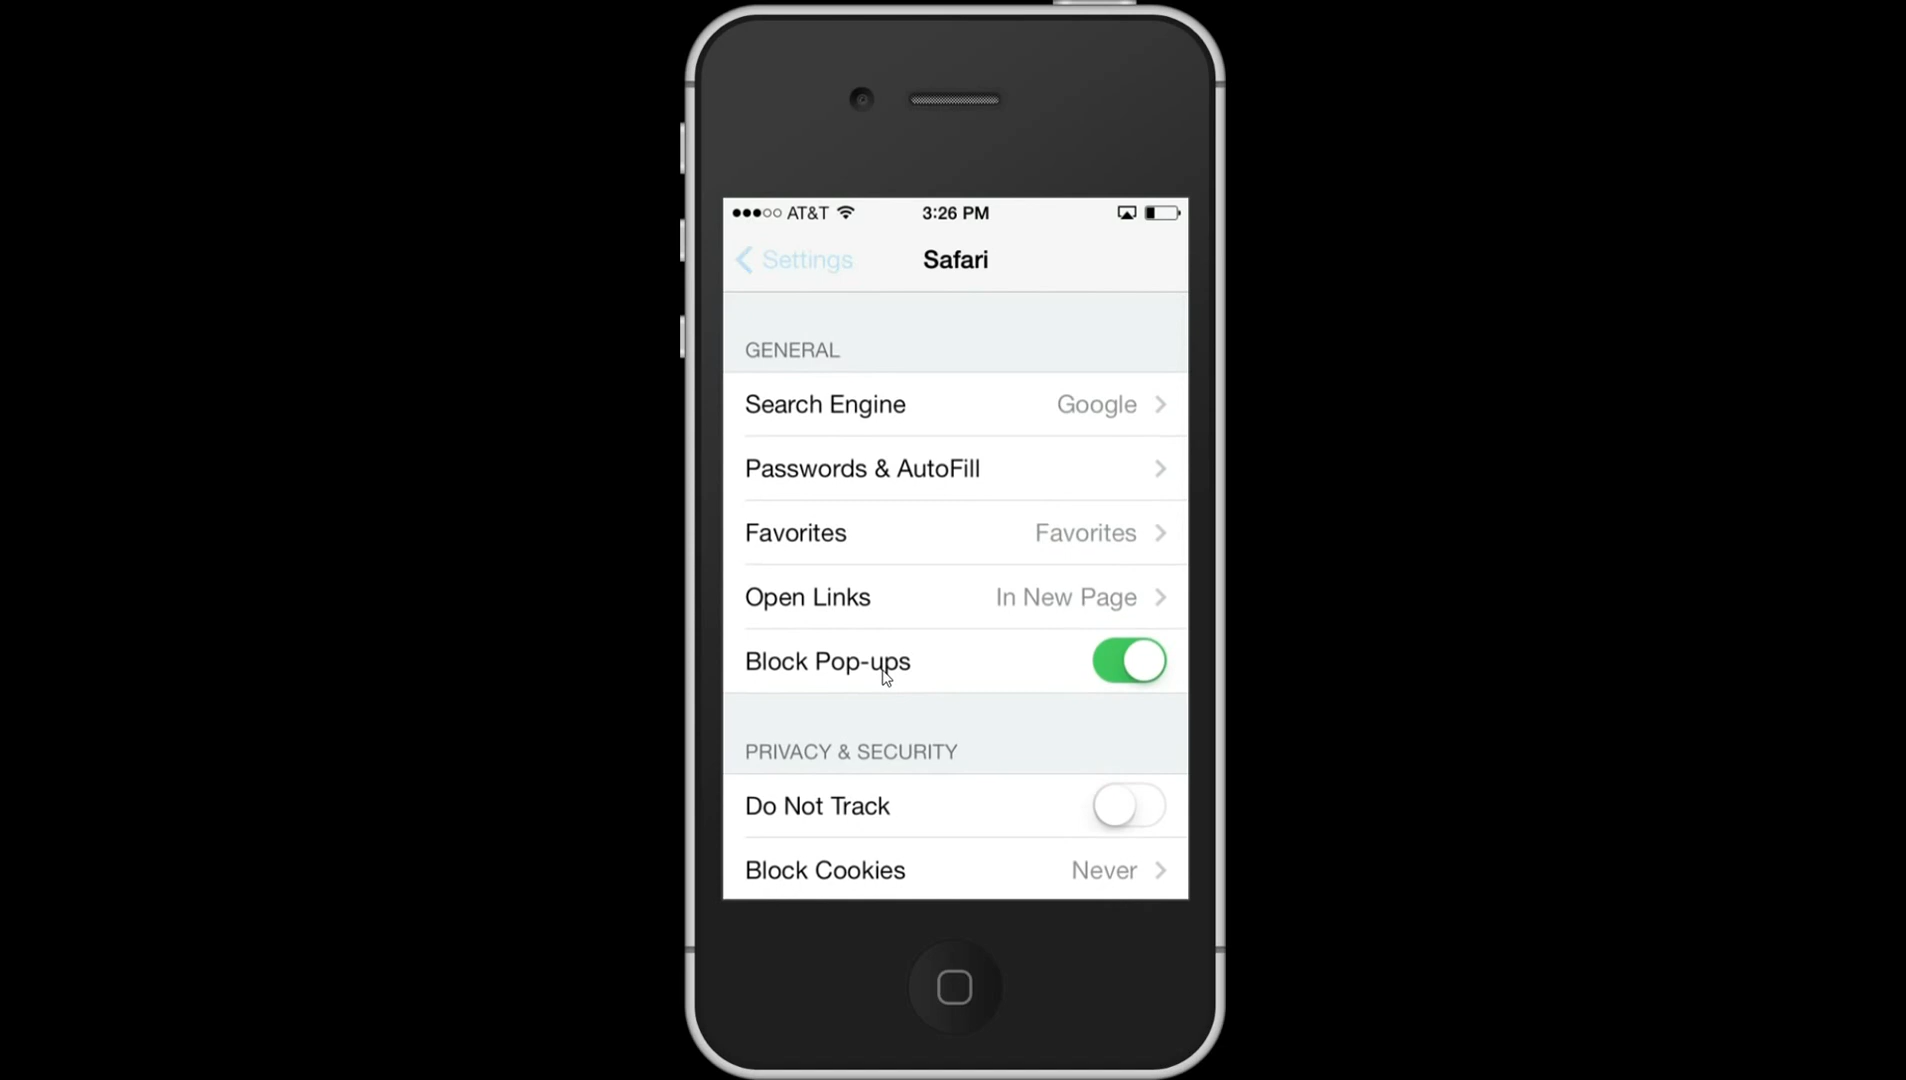 AT&T 3:26 PM
Settings Safari
GENERAL
Search Engine Google
Passwords & AutoFill
Favorites Favorites
Open Links In New Page
Block Pop-ups
PRIVACY & SECURITY
Do Not Track
Block Cookies Never